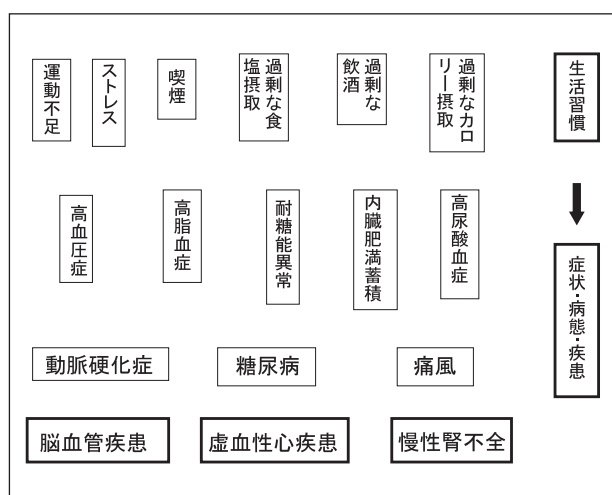 運動不足
ストレス
喫煙
過剰な食
塩摂取
過剰な
飲酒
過剰なカロ
リー摂取
生活習慣
高血圧症
高脂血症
耐糖能異常
内臓肥満蓄積
高尿酸血症
症状・病態・疾患
動脈硬化症
糖尿病
痛風
脳血管疾患
虚血性心疾患
慢性腎不全